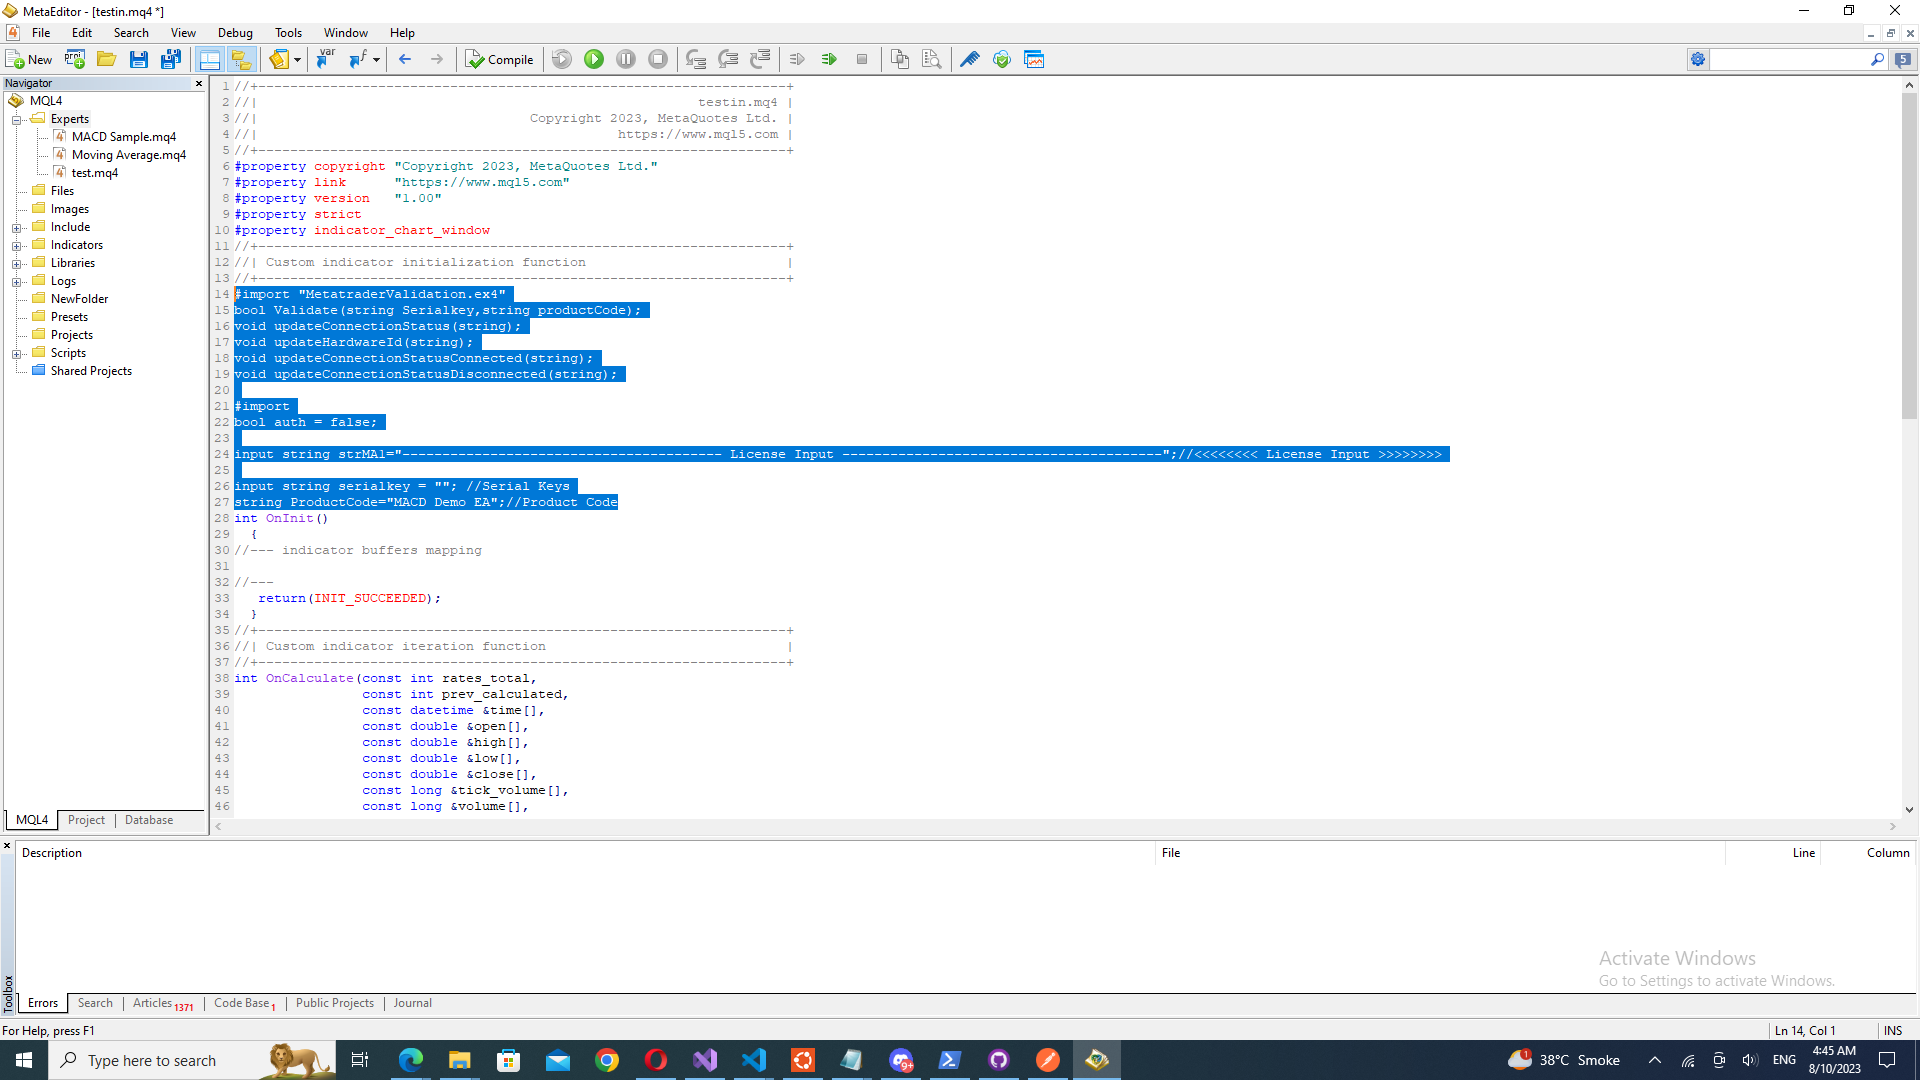 MetaEditor - [testin.mq4 *]
File Edit Search View Debug Tools Window Help
New Compile 5
Navigator
MQL4
Experts
MACD Sample.mq4
Moving Average.mq4
test.mq4
Files
Images
Include
Indicators
Libraries
Logs
NewFolder
Presets
Projects
Scripts
Shared Projects
MQL4 Project Database
1 //+------------------------------------------------------------------+
2 //| testin.mq4 |
3 //| Copyright 2023, MetaQuotes Ltd. |
4 //| https://www.mql5.com |
5 //+------------------------------------------------------------------+
6 #property copyright "Copyright 2023, MetaQuotes Ltd."
7 #property link "https://www.mql5.com"
8 #property version "1.00"
9 #property strict
10 #property indicator_chart_window
11 //+------------------------------------------------------------------+
12 //| Custom indicator initialization function |
13 //+------------------------------------------------------------------+
14 #import "MetatraderValidation.ex4"
15 bool Validate(string Serialkey,string productCode);
16 void updateConnectionStatus(string);
17 void updateHardwareId(string);
18 void updateConnectionStatusConnected(string);
19 void updateConnectionStatusDisconnected(string);
20
21 #import
22 bool auth = false;
23
24 input string strMAl="---------------------------------------- License Input ----------------------------------------";//<<<<<<<< License Input >>>>>>>>
25
26 input string serialkey = ""; //Serial Keys
27 string ProductCode="MACD Demo EA";//Product Code
28 int OnInit()
29 {
30 //--- indicator buffers mapping
31
32 //---
33 return(INIT_SUCCEEDED);
34 }
35 //+------------------------------------------------------------------+
36 //| Custom indicator iteration function |
37 //+------------------------------------------------------------------+
38 int OnCalculate(const int rates_total,
39 const int prev_calculated,
40 const datetime &time[],
41 const double &open[],
42 const double &high[],
43 const double &low[],
44 const double &close[],
45 const long &tick_volume[],
46 const long &volume[],
Description File Line Column
Activate Windows
Go to Settings to activate Windows.
Toolbox
Errors Search Articles 1371 Code Base 1 Public Projects Journal
For Help, press F1 Ln 14, Col 1 INS
Type here to search 9+ 1 38°C Smoke ENG 4:45 AM
8/10/2023